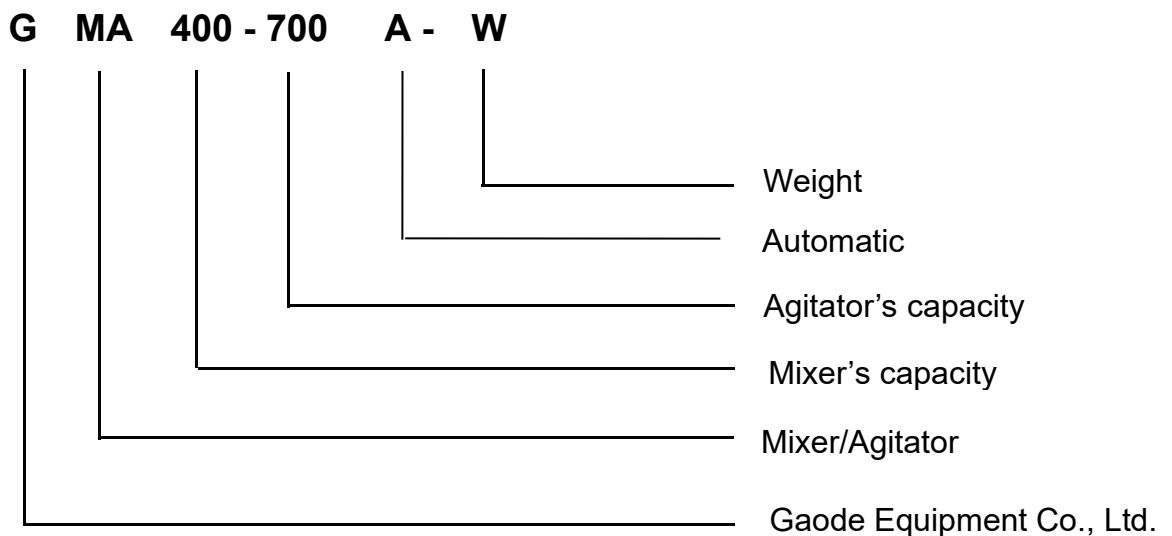 G MA 400 - 700 A - W
Weight
Automatic
Agitator’s capacity
Mixer’s capacity
Mixer/Agitator
Gaode Equipment Co., Ltd.